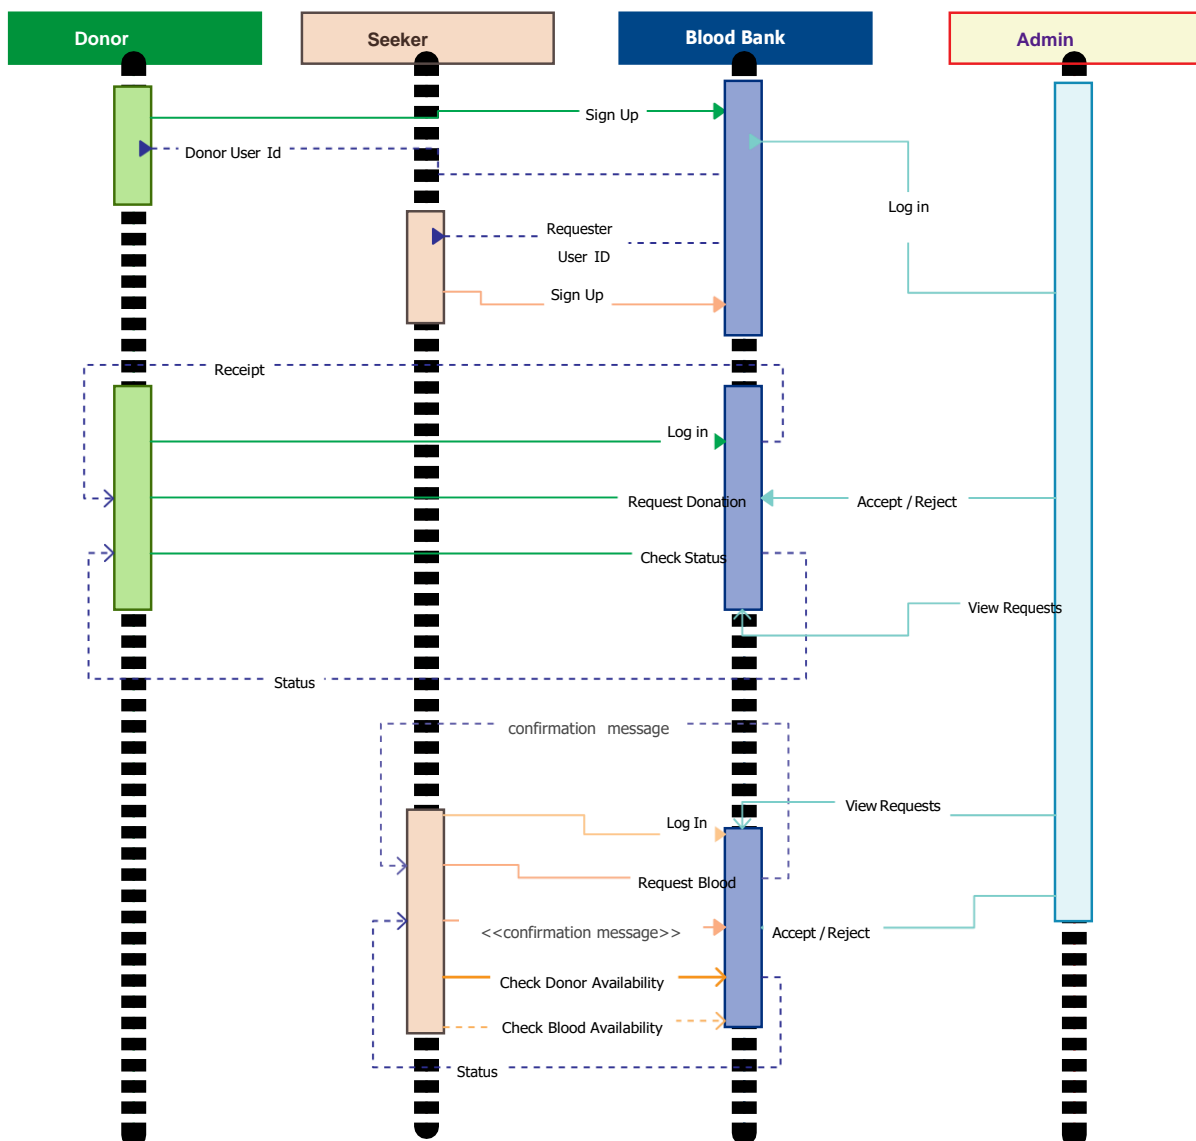 Donor
Seeker
Blood Bank
Admin
Sign Up
Donor User Id
Log in
Requester
User ID
Sign Up
Receipt
Log in
Request Donation
Accept / Reject
Check Status
View Requests
Status
confirmation message
View Requests
Log In
Request Blood
<<confirmation message>>
Accept / Reject
Check Donor Availability
Check Blood Availability
Status